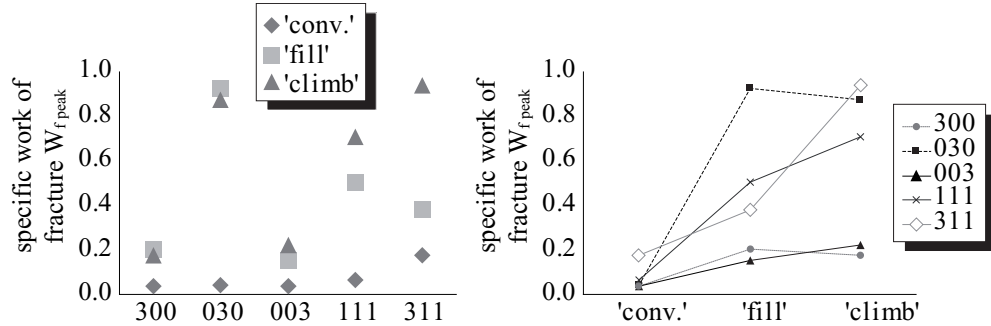 'conv.'
'fill'
'climb'
specific work of
fracture W f peak
1.0
0.8
0.6
0.4
0.2
0.0
300 030 003 111 311
specific work of
fracture W f peak
1.0
0.8
0.6
0.4
0.2
0.0
'conv.' 'fill' 'climb'
300
030
003
111
311